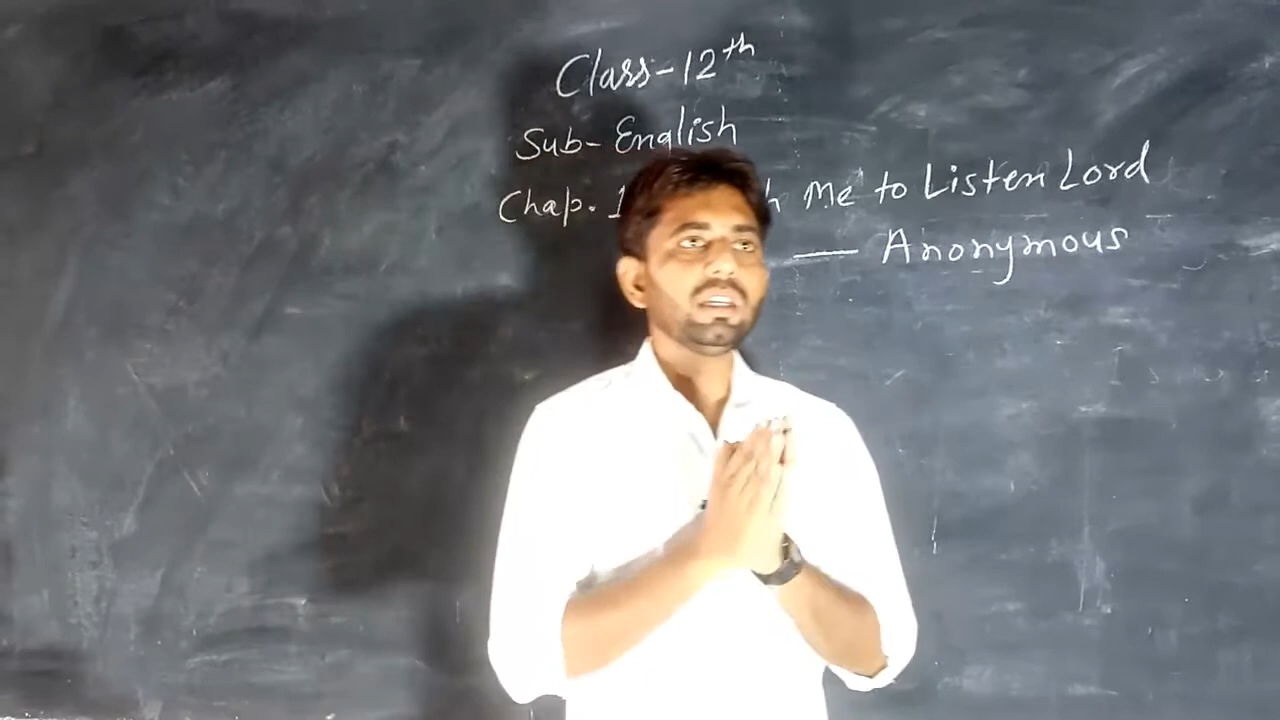 Class-12th
Sub- English
Chap. 1 h Me to Listen Lord
— Anonymous